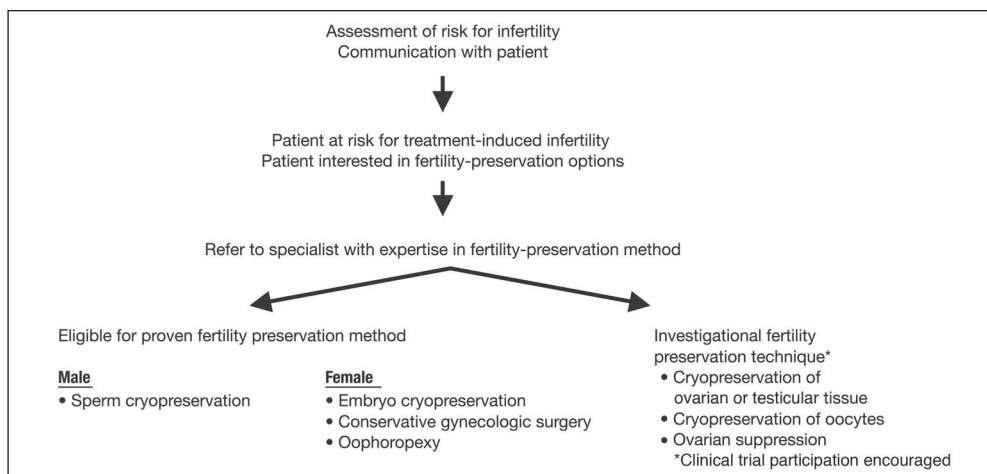 Assessment of risk for infertility
Communication with patient
Patient at risk for treatment-induced infertility
Patient interested in fertility-preservation options
Refer to specialist with expertise in fertility-preservation method
Eligible for proven fertility preservation method
Male
• Sperm cryopreservation
Female
• Embryo cryopreservation
• Conservative gynecologic surgery
• Oophoropexy
Investigational fertility
preservation technique*
• Cryopreservation of
ovarian or testicular tissue
• Cryopreservation of oocytes
• Ovarian suppression
*Clinical trial participation encouraged